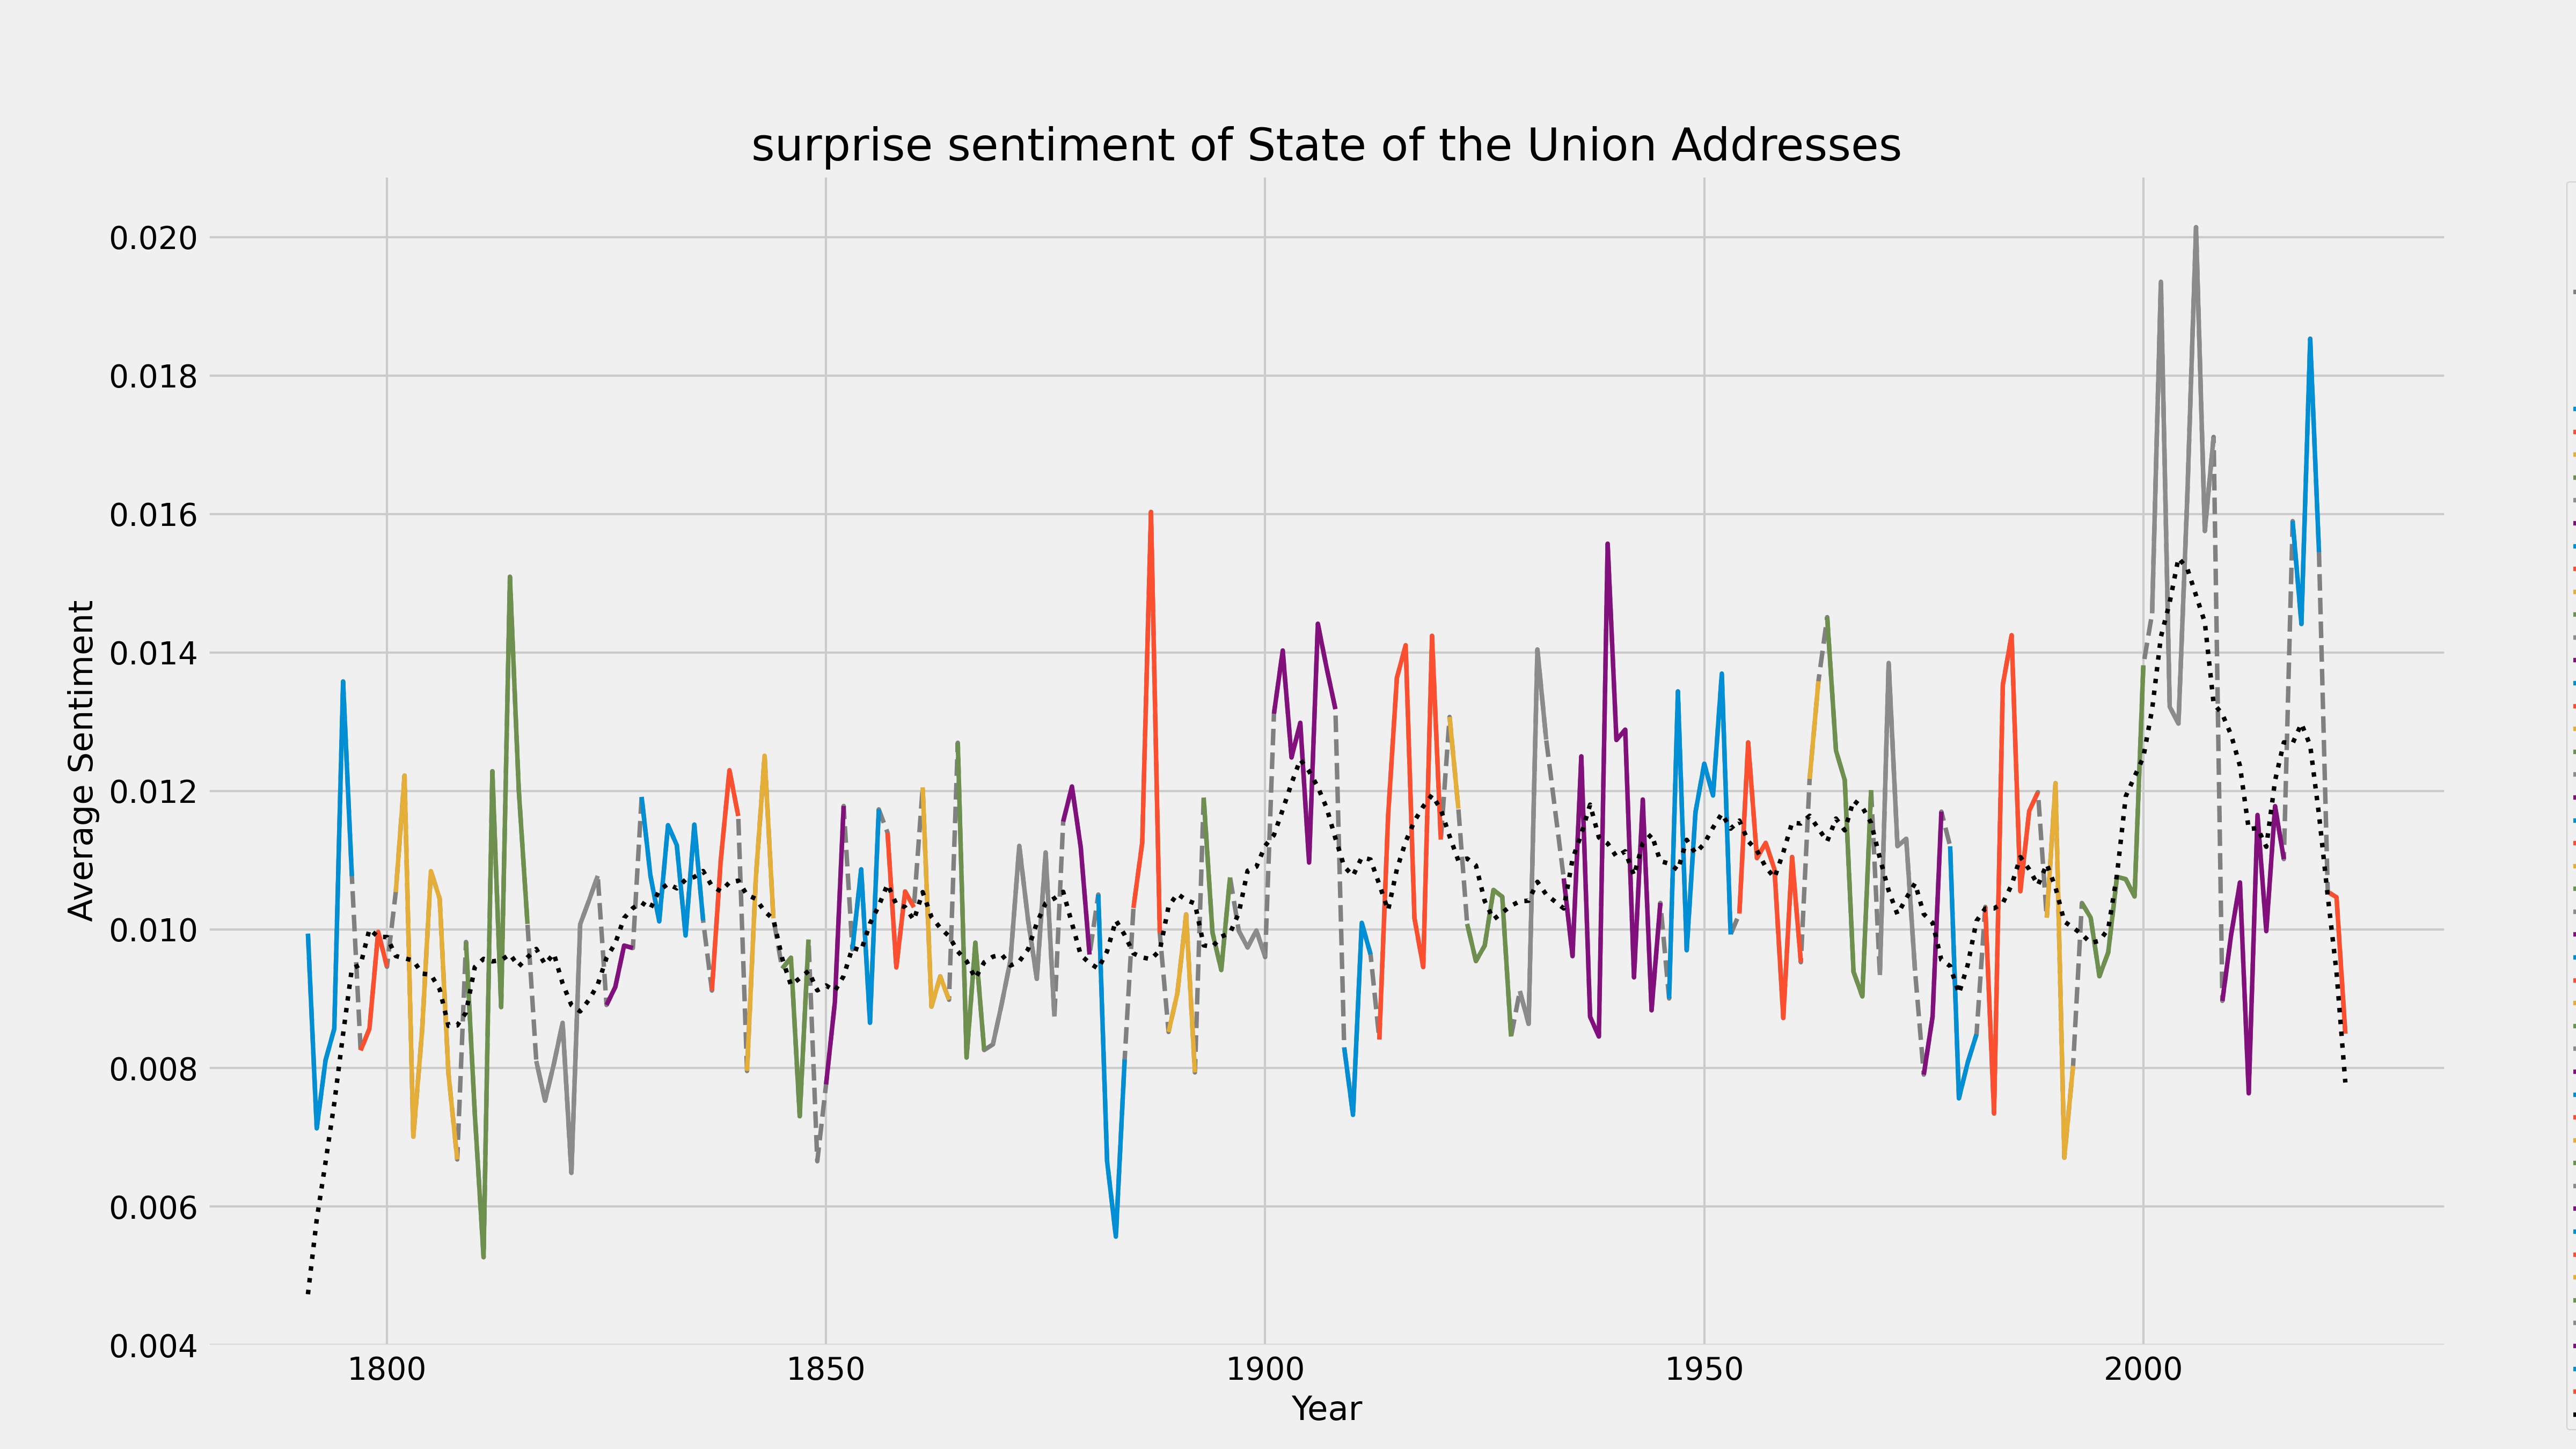 surprise sentiment of State of the Union Addresses
0.020
0.018
0.016
0.014
0.012
0.010
0.008
0.006
0.004
Average Sentiment
1800 1850 1900 1950 2000
Year